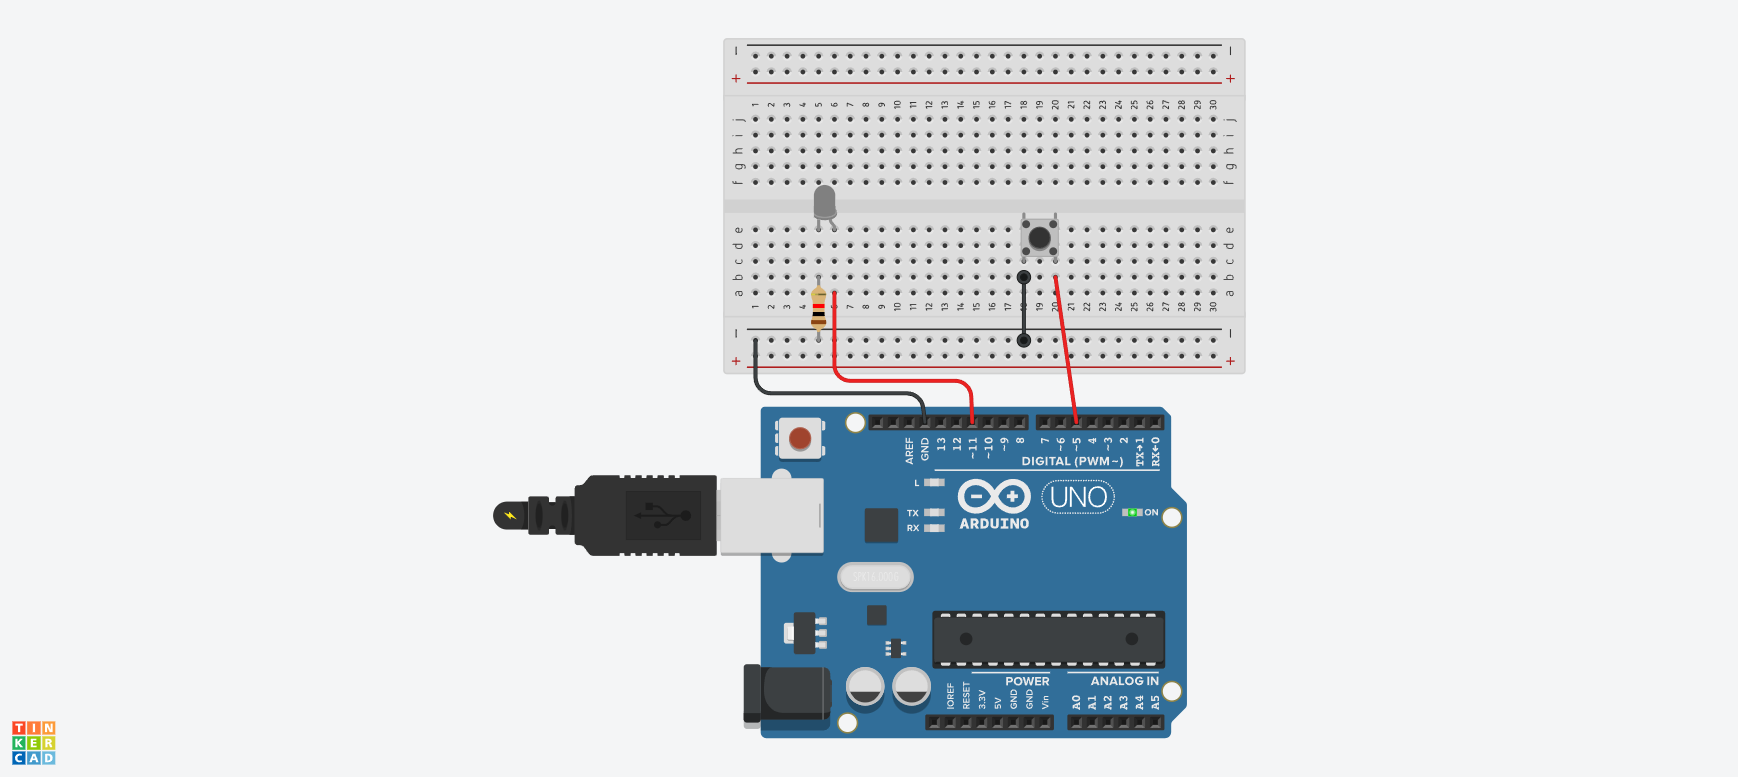 − −
+ +
1 2 3 4 5 6 7 8 9 10 11 12 13 14 15 16 17 18 19 20 21 22 23 24 25 26 27 28 29 30
j j
i i
h h
g g
f f
e e
d d
c c
b b
a a
1 2 3 4 5 6 7 8 9 10 11 12 13 14 15 16 17 18 19 20 21 22 23 24 25 26 27 28 29 30
− −
+ +
AREF GND 13 12 ~11 ~10 ~9 8 7 ~6 ~5 4 ~3 2 TX→1 RX←0
DIGITAL (PWM~)
L
TX
RX
UNO
ARDUINO
ON
POWER ANALOG IN
IOREF RESET 3.3V 5V GND GND Vin A0 A1 A2 A3 A4 A5
TIN
KER
CAD